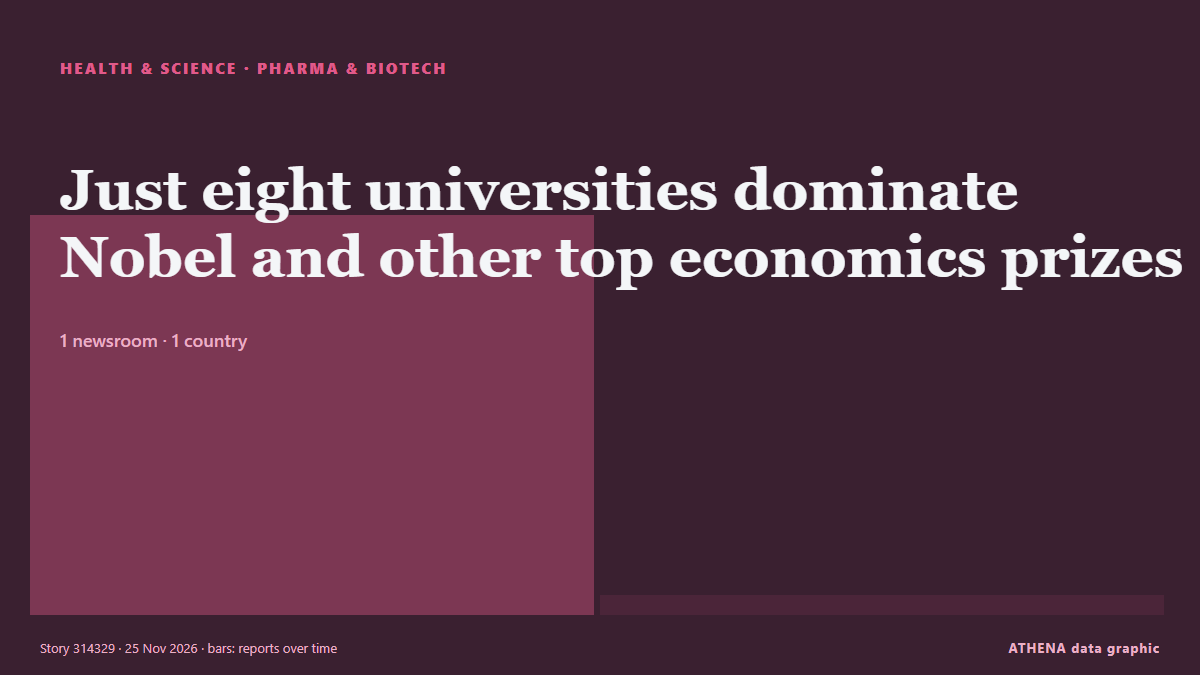 HEALTH & SCIENCE · PHARMA & BIOTECH
Just eight universities dominate
Nobel and other top economics prizes
1 newsroom · 1 country
Story 314329 · 25 Nov 2026 · bars: reports over time
ATHENA data graphic